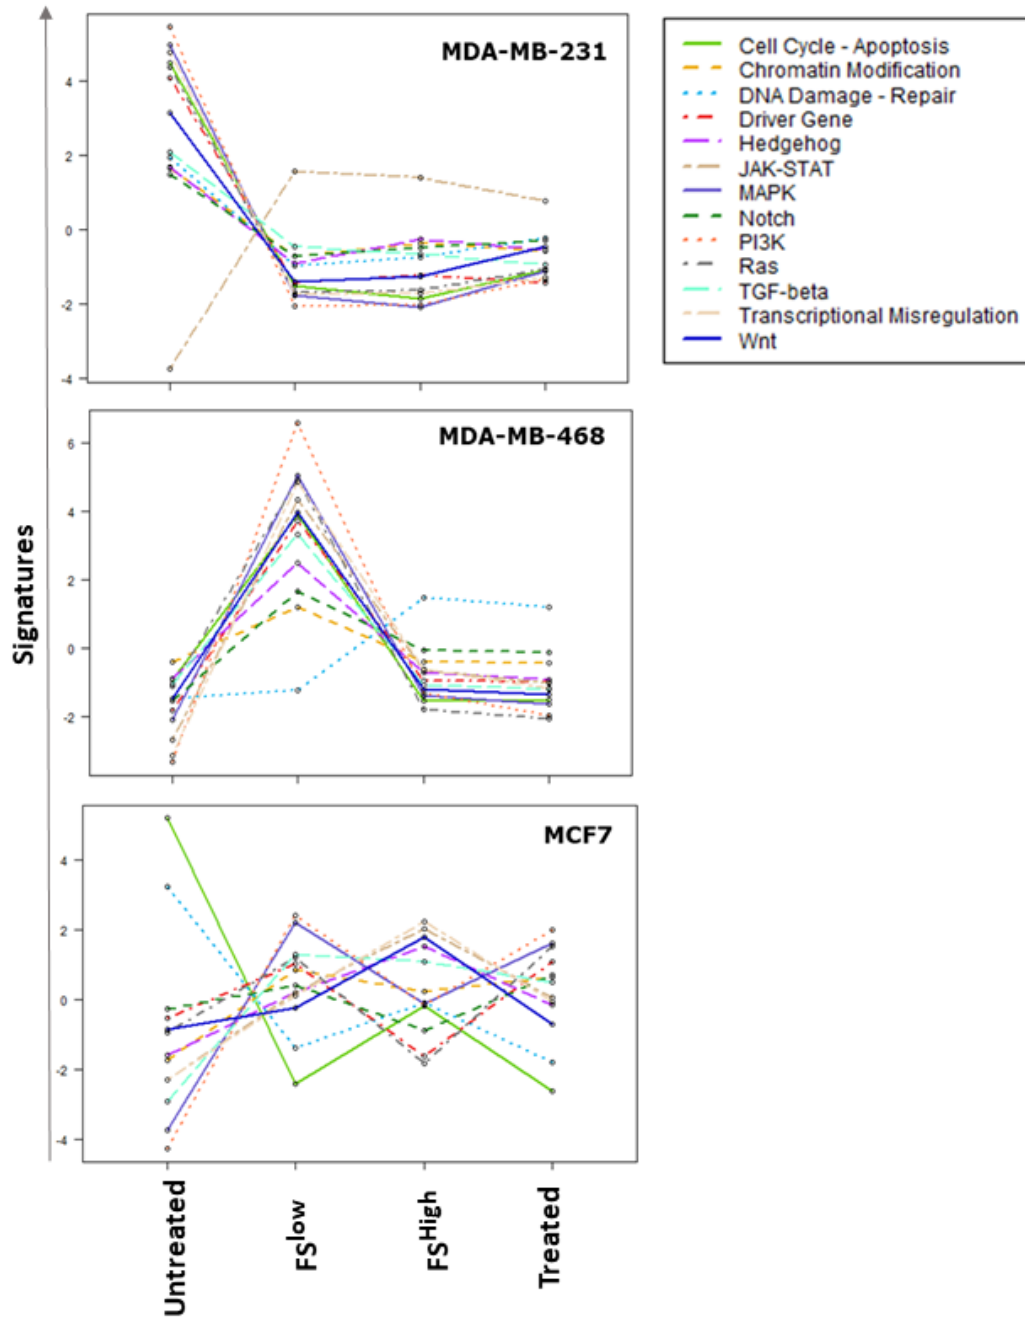 MDA-MB-231
4
2
0
-2
-4
Cell Cycle - Apoptosis
Chromatin Modification
DNA Damage - Repair
Driver Gene
Hedgehog
JAK-STAT
MAPK
Notch
PI3K
Ras
TGF-beta
Transcriptional Misregulation
Wnt
MDA-MB-468
6
4
2
0
-2
Signatures
MCF7
4
2
0
-2
-4
Untreated
FSlow
FSHigh
Treated